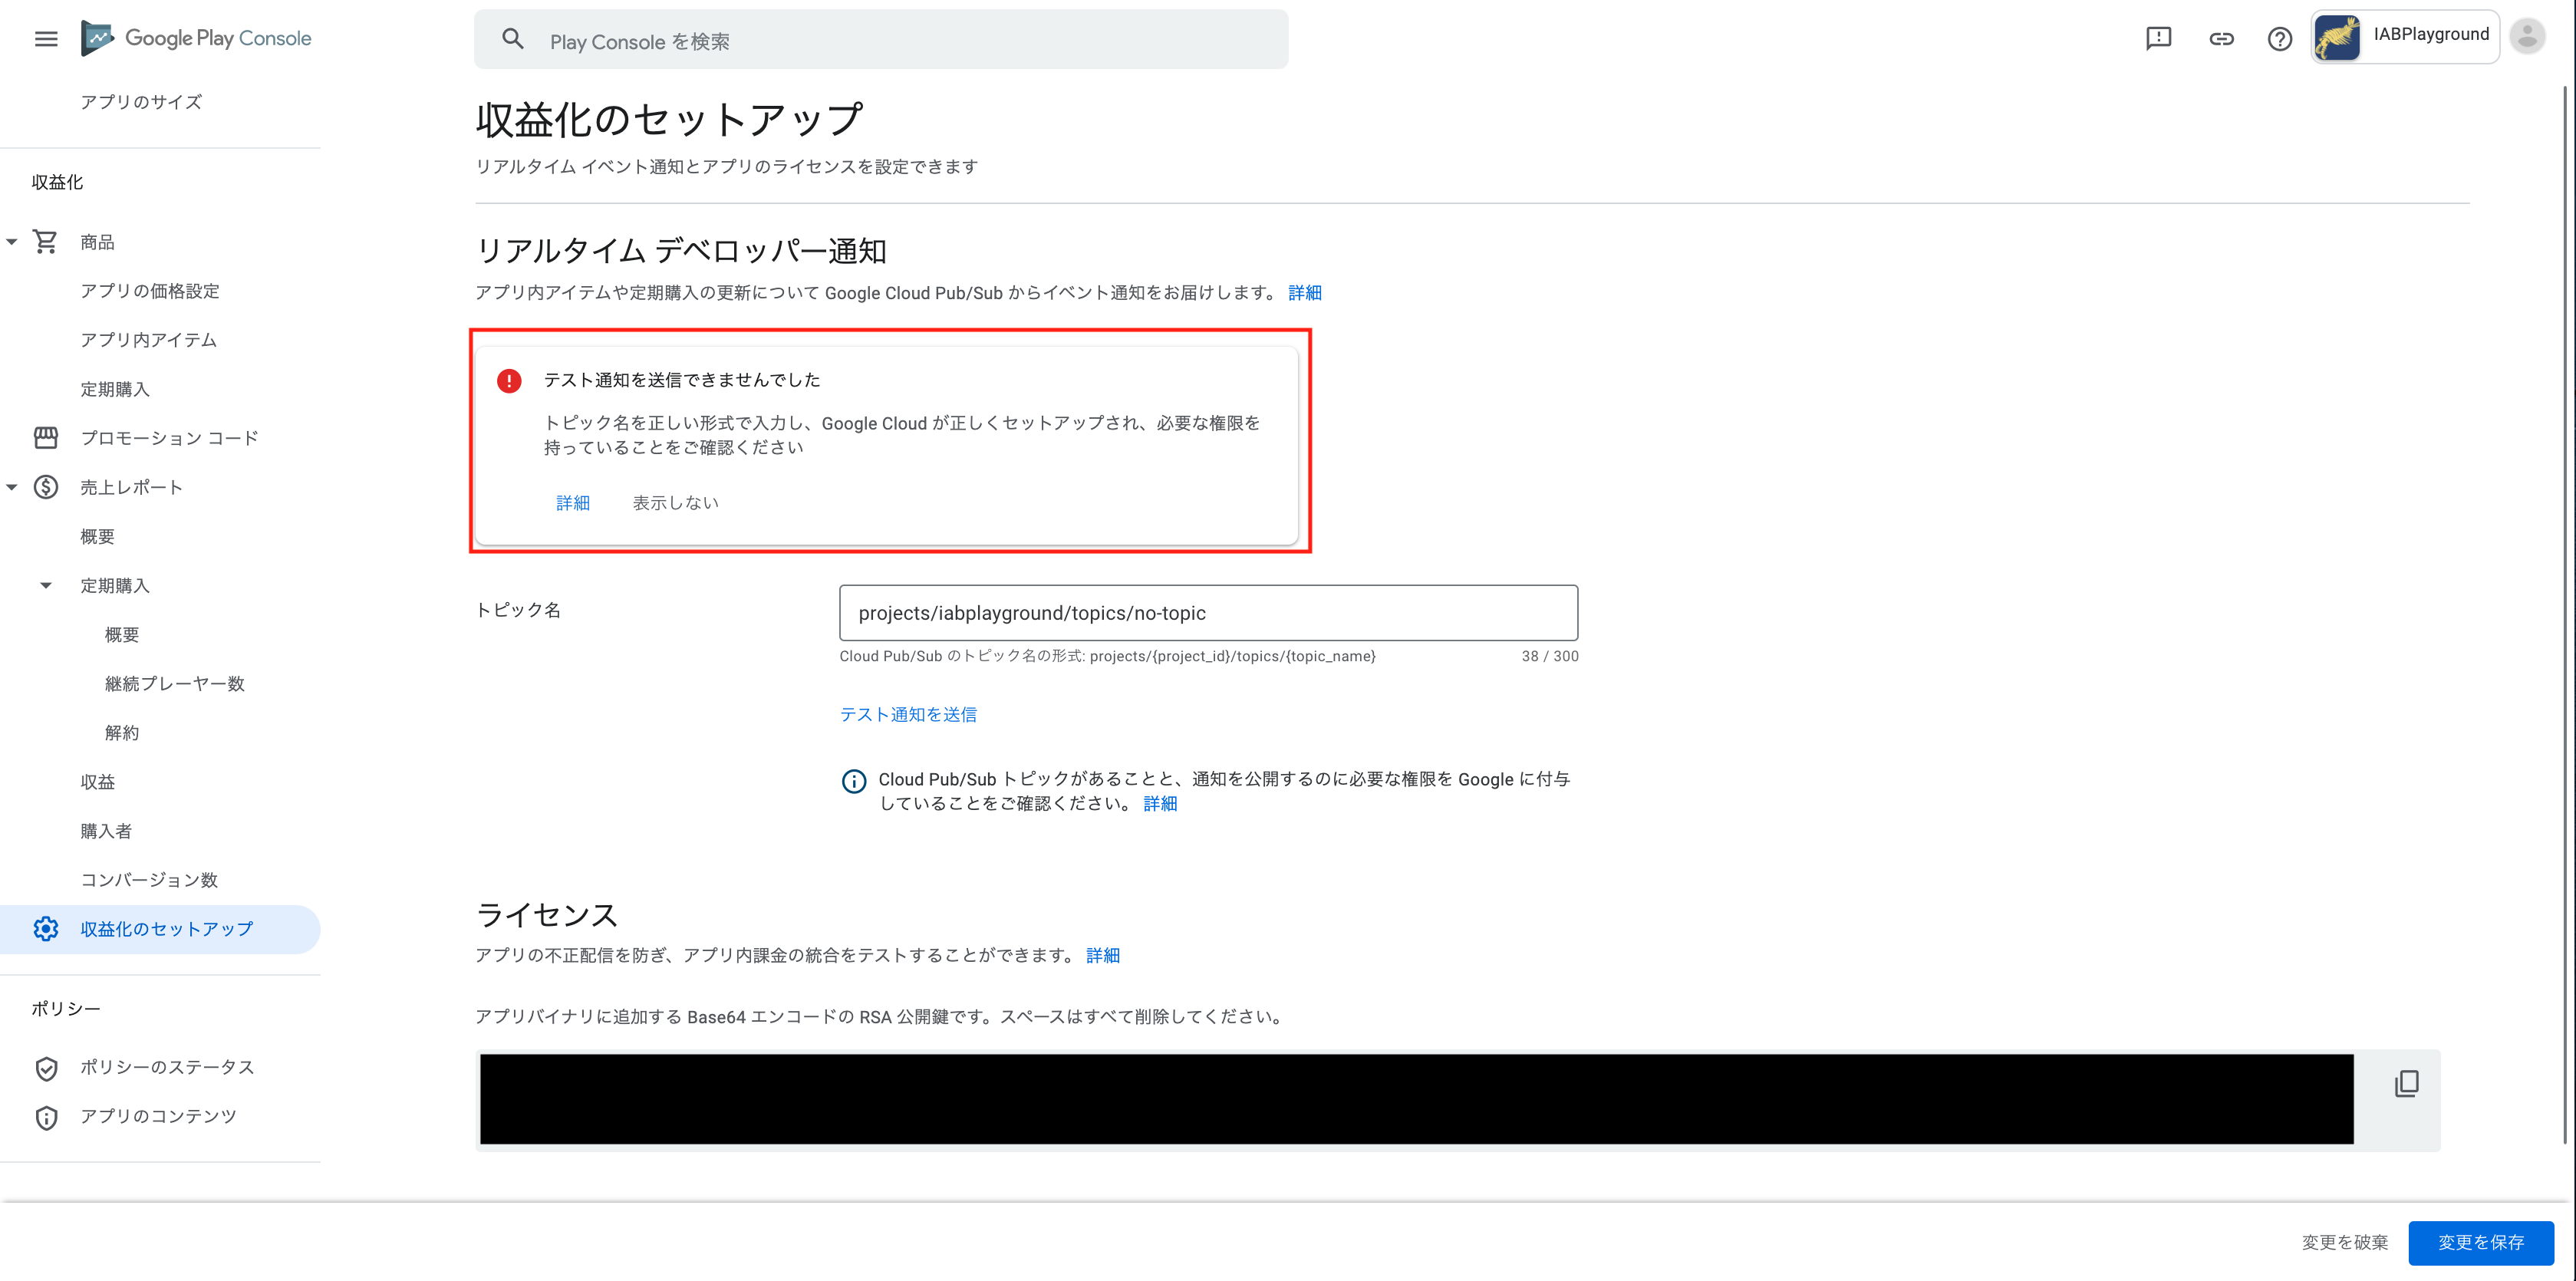 Google Play Console
Play Console を検索
IABPlayground
アプリのサイズ
収益化
商品
アプリの価格設定
アプリ内アイテム
定期購入
プロモーション コード
売上レポート
概要
定期購入
概要
継続プレーヤー数
解約
収益
購入者
コンバージョン数
収益化のセットアップ
ポリシー
ポリシーのステータス
アプリのコンテンツ
収益化のセットアップ
リアルタイム イベント通知とアプリのライセンスを設定できます
リアルタイム デベロッパー通知
アプリ内アイテムや定期購入の更新について Google Cloud Pub/Sub からイベント通知をお届けします。 詳細
テスト通知を送信できませんでした
トピック名を正しい形式で入力し、Google Cloud が正しくセットアップされ、必要な権限を
持っていることをご確認ください
詳細 表示しない
トピック名
projects/iabplayground/topics/no-topic
Cloud Pub/Sub のトピック名の形式: projects/{project_id}/topics/{topic_name} 38 / 300
テスト通知を送信
Cloud Pub/Sub トピックがあることと、通知を公開するのに必要な権限を Google に付与
していることをご確認ください。 詳細
ライセンス
アプリの不正配信を防ぎ、アプリ内課金の統合をテストすることができます。 詳細
アプリバイナリに追加する Base64 エンコードの RSA 公開鍵です。スペースはすべて削除してください。
変更を破棄 変更を保存